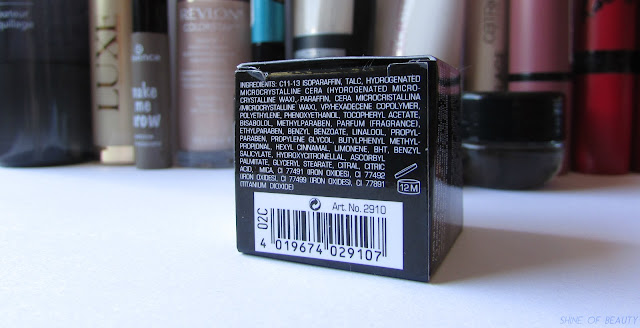 REVLON
COLORSTAY
LUXE
essence
make
me
brow
INGREDIENTS: C11-13 ISOPARAFFIN, TALC, HYDROGENATED
MICROCRYSTALLINE CERA (HYDROGENATED MICRO-
CRYSTALLINE WAX), PARAFFIN, CERA MICROCRISTALLINA
(MICROCRYSTALLINE WAX), VP/HEXADECENE COPOLYMER,
POLYETHYLENE, PHENOXYETHANOL, TOCOPHERYL ACETATE,
BISABOLOL, METHYLPARABEN, PARFUM (FRAGRANCE),
ETHYLPARABEN, BENZYL BENZOATE, LINALOOL, PROPYL-
PARABEN, PROPYLENE GLYCOL, BUTYLPHENYL METHYL-
PROPIONAL, HEXYL CINNAMAL, LIMONENE, BHT, BENZYL
SALICYLATE, HYDROXYCITRONELLAL, ASCORBYL
PALMITATE, GLYCERYL STEARATE, CITRAL, CITRIC
ACID, MICA, CI 77491 (IRON OXIDES), CI 77492
(IRON OXIDES), CI 77499 (IRON OXIDES), CI 77891
(TITANIUM DIOXIDE)
12M
Art. No. 2910
02C
4 019674 029107
SHINE OF BEAUTY